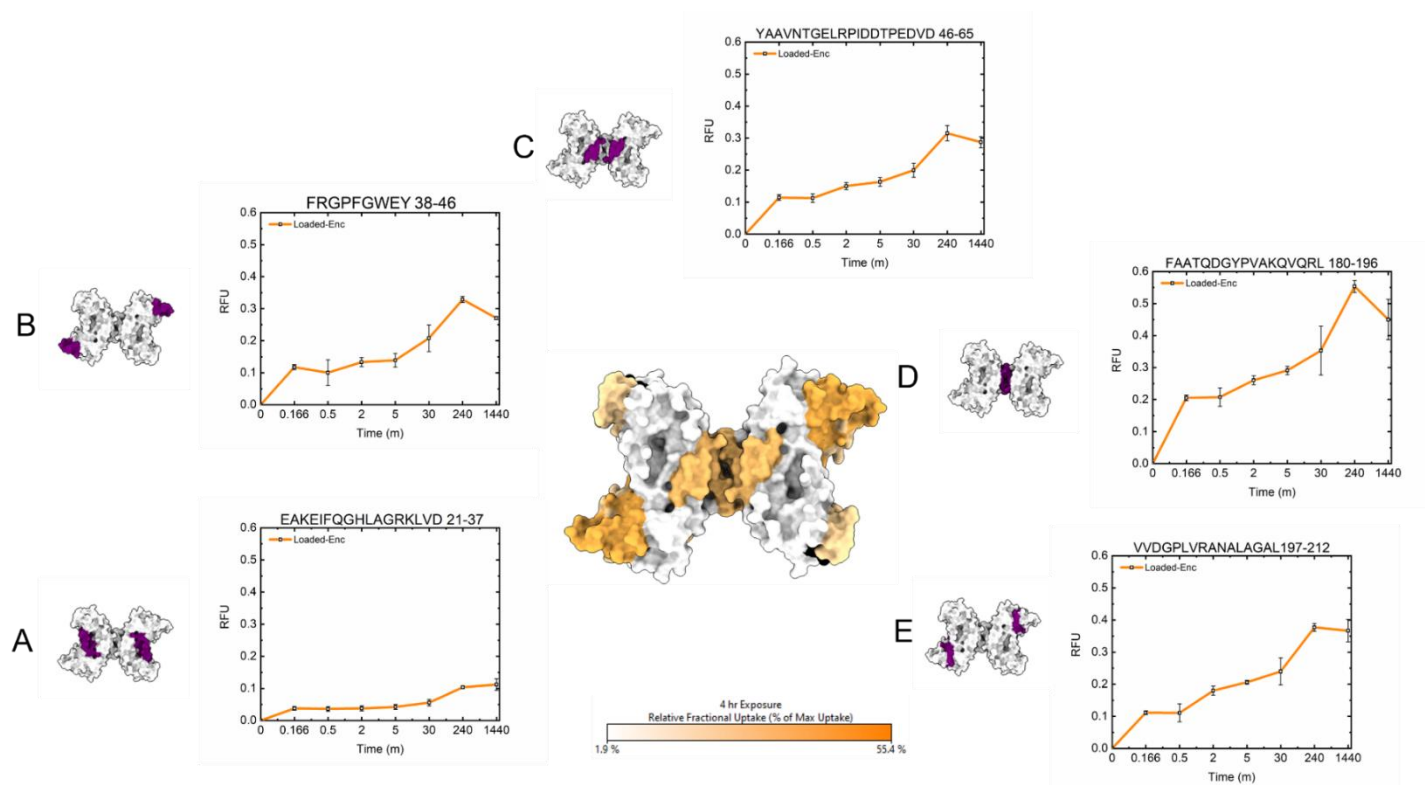 C
YAAVNTGELRPIDDTPEDVD 46-65
Loaded-Enc
RFU
0.6
0.5
0.4
0.3
0.2
0.1
0.0
0 0.166 0.5 2 5 30 240 1440
Time (m)
B
FRGPFGWEY 38-46
Loaded-Enc
RFU
0.6
0.5
0.4
0.3
0.2
0.1
0.0
0 0.166 0.5 2 5 30 240 1440
Time (m)
D
FAATQDGYPVAKQVQRL 180-196
Loaded-Enc
RFU
0.6
0.5
0.4
0.3
0.2
0.1
0.0
0 0.166 0.5 2 5 30 240 1440
Time (m)
A
EAKEIFQGHLAGRKLVD 21-37
Loaded-Enc
RFU
0.6
0.5
0.4
0.3
0.2
0.1
0.0
0 0.166 0.5 2 5 30 240 1440
Time (m)
E
VVDGPLVRANALAGAL197-212
Loaded-Enc
RFU
0.6
0.5
0.4
0.3
0.2
0.1
0.0
0 0.166 0.5 2 5 30 240 1440
Time (m)
4 hr Exposure
Relative Fractional Uptake (% of Max Uptake)
1.9 % 55.4 %